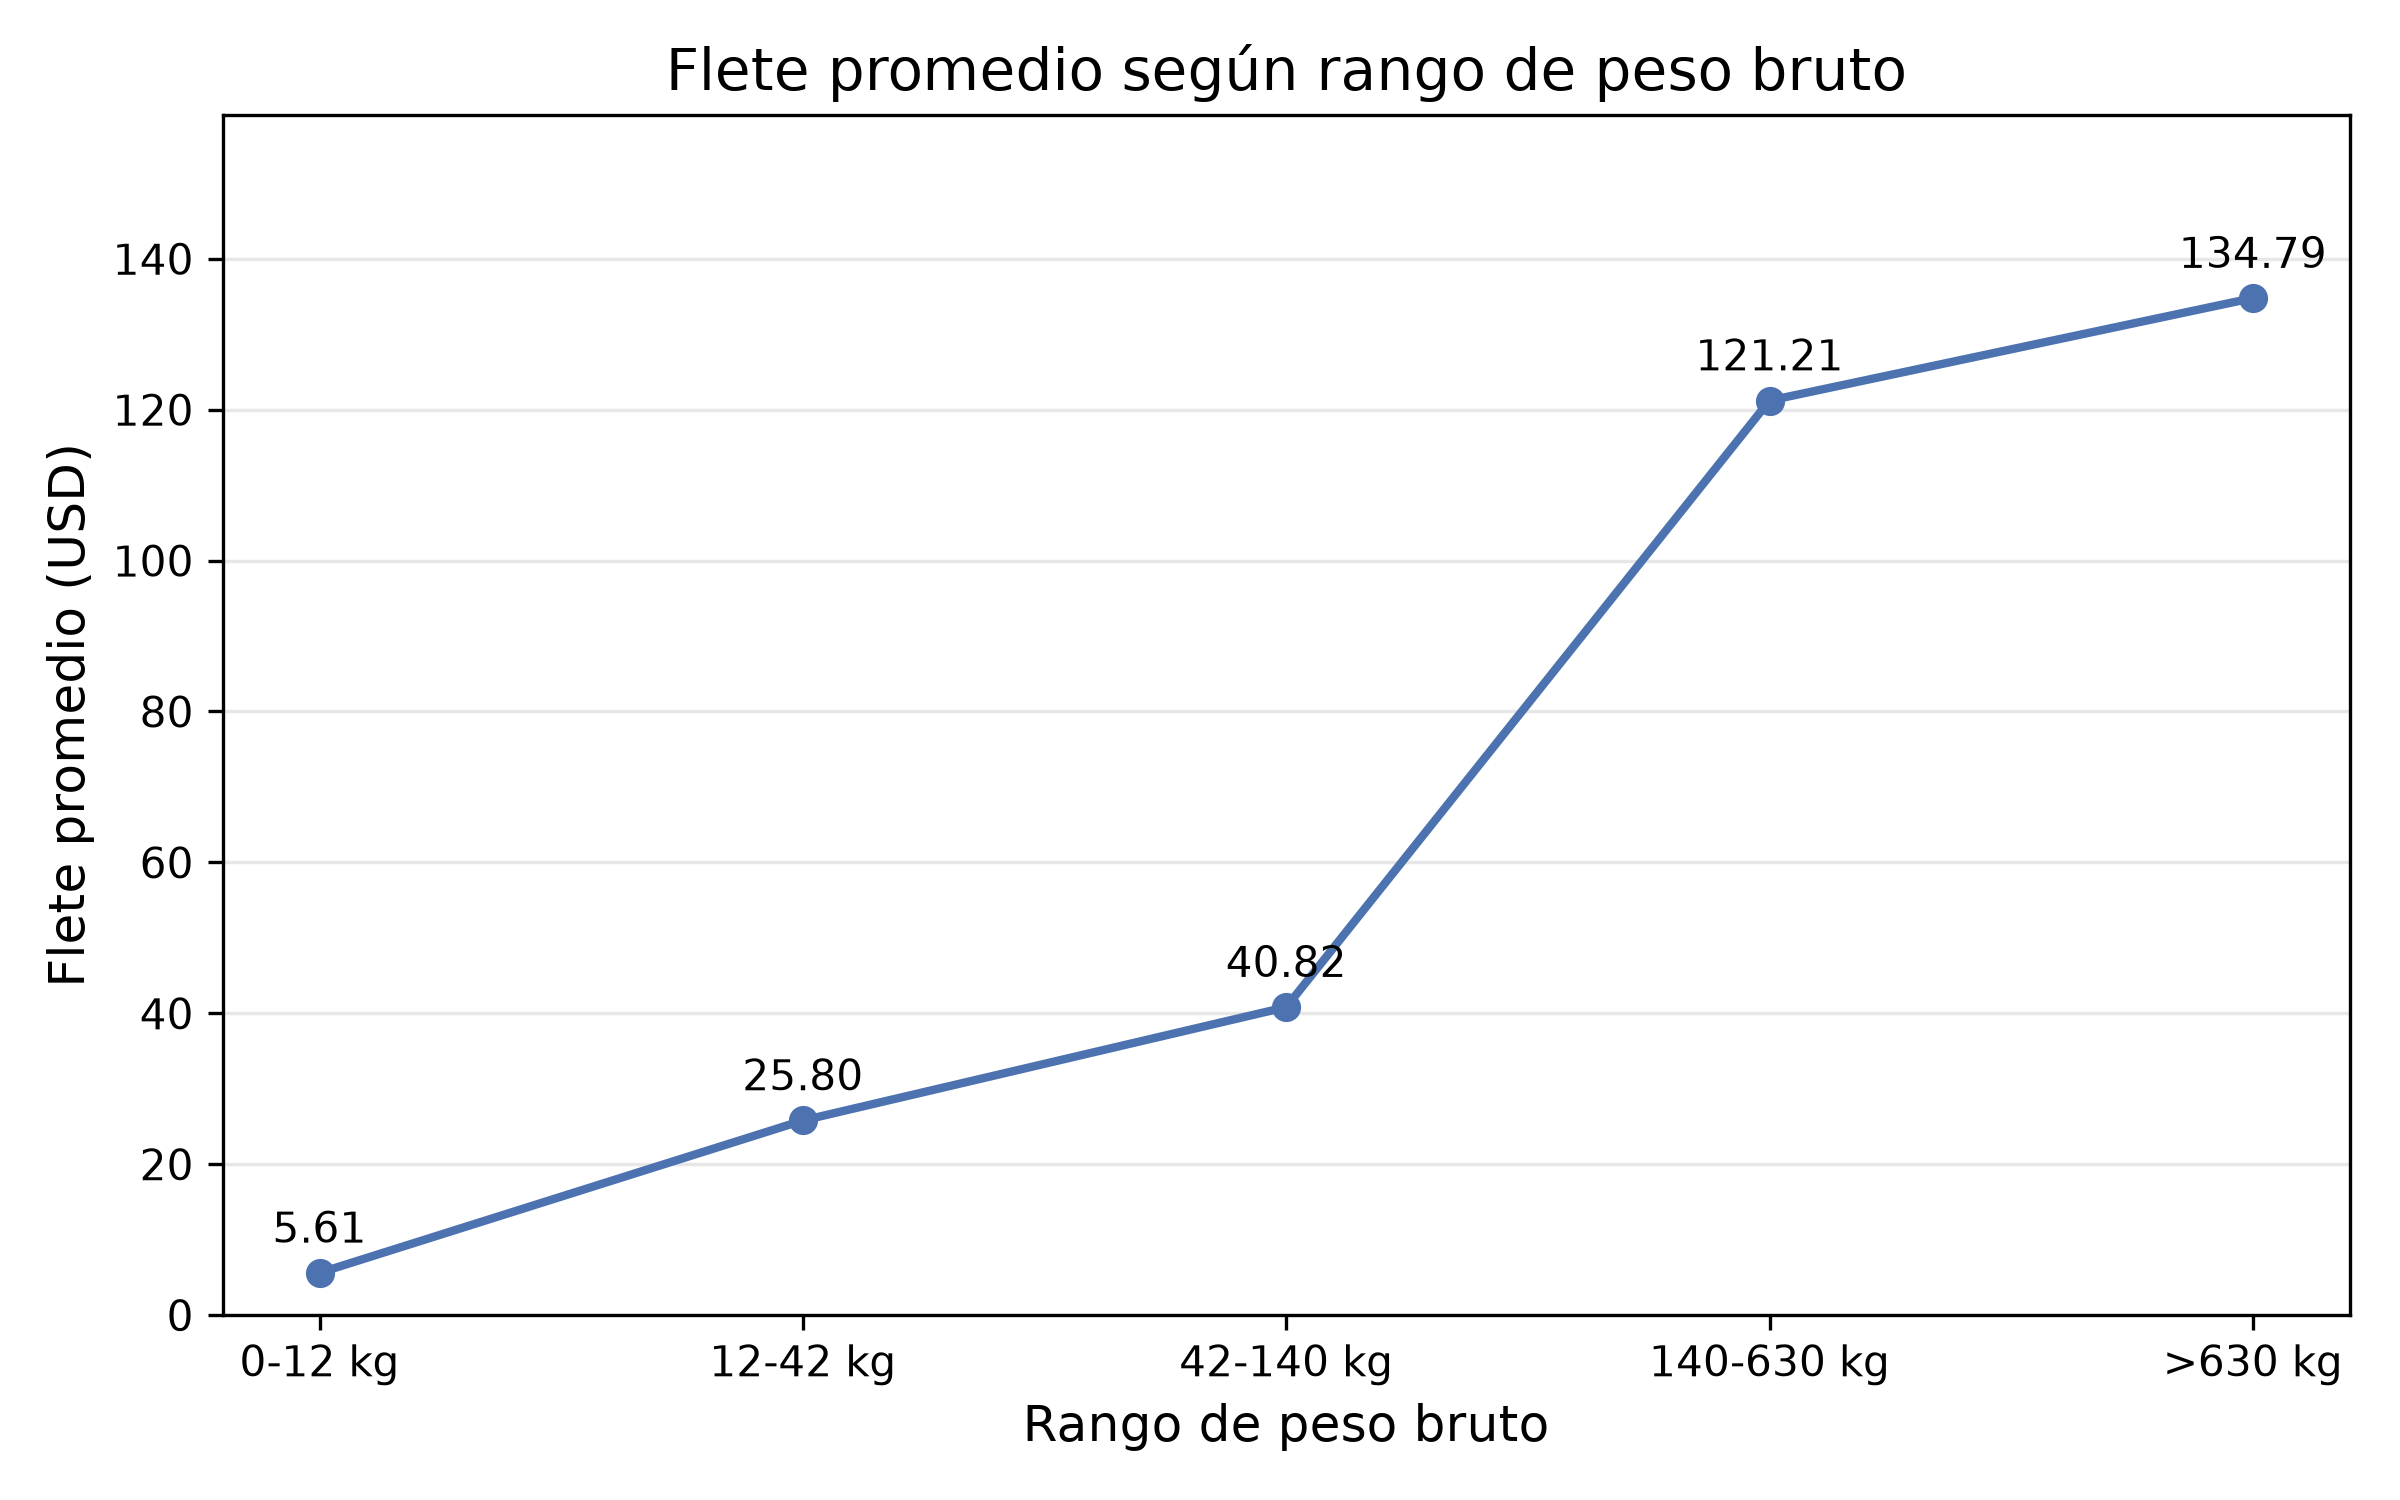 Flete promedio según rango de peso bruto
Flete promedio (USD)
140
120
100
80
60
40
20
0
5.61
25.80
40.82
121.21
134.79
0-12 kg
12-42 kg
42-140 kg
140-630 kg
>630 kg
Rango de peso bruto